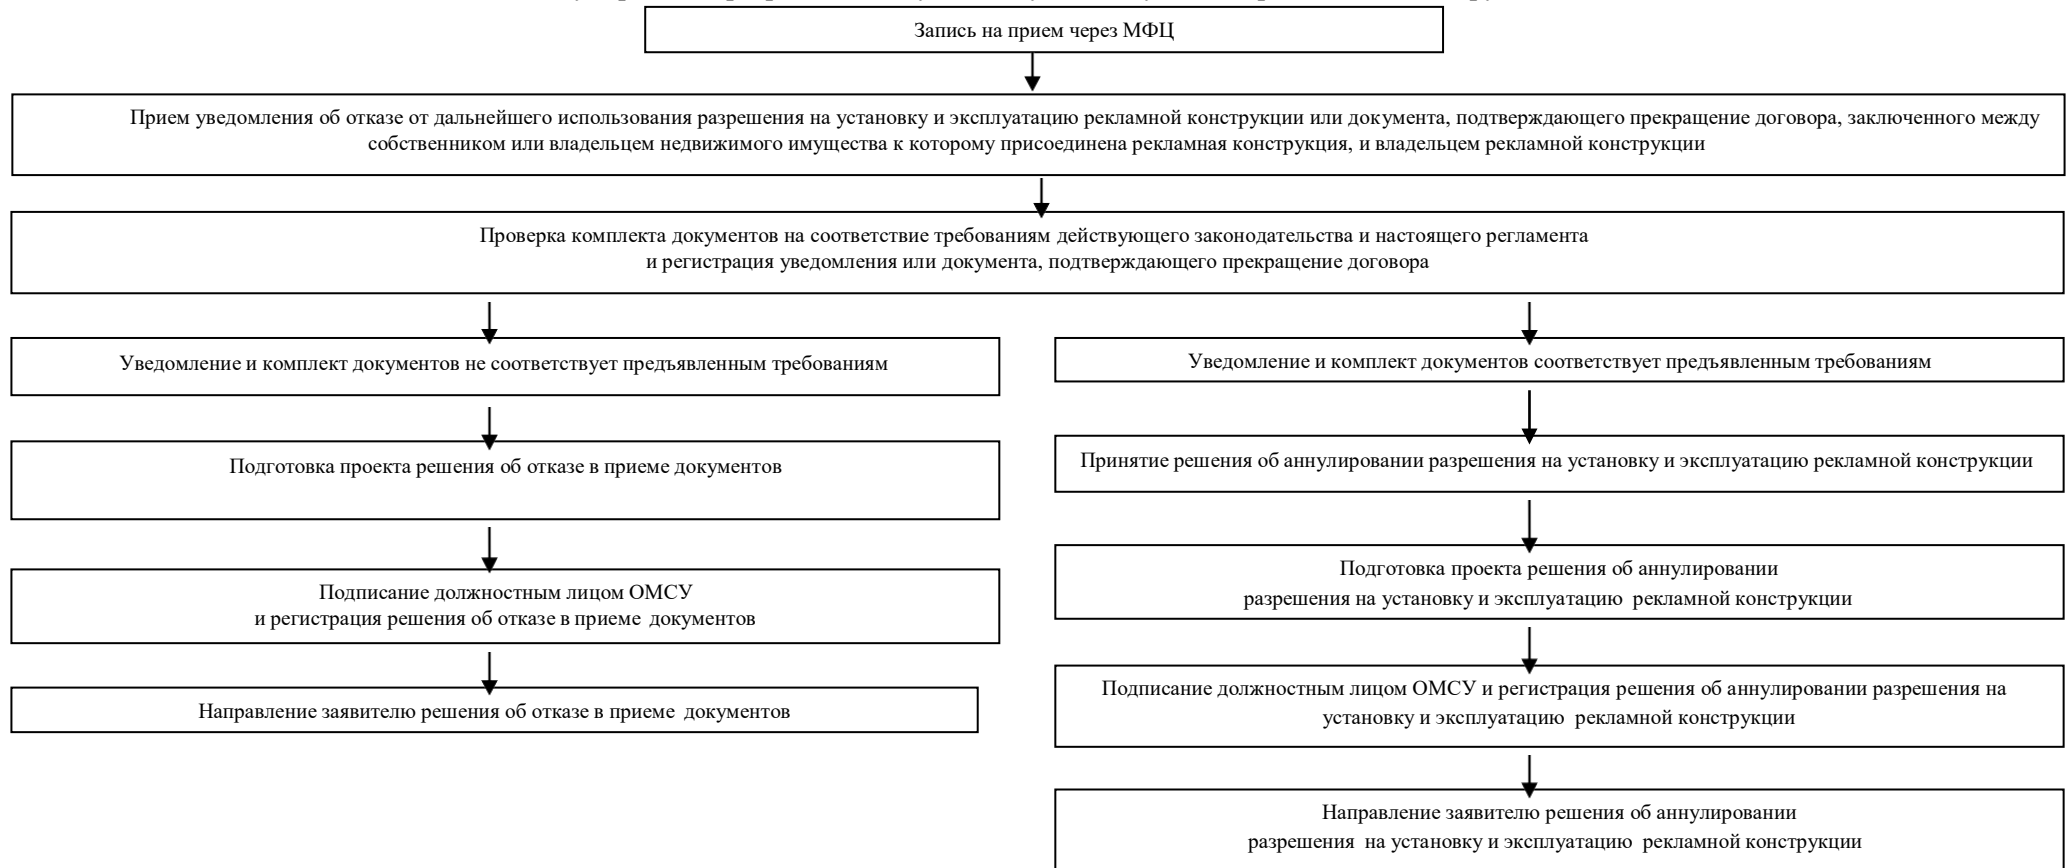 Запись на прием через МФЦ
Прием уведомления об отказе от дальнейшего использования разрешения на установку и эксплуатацию рекламной конструкции или документа, подтверждающего прекращение договора, заключенного между
собственником или владельцем недвижимого имущества к которому присоединена рекламная конструкция, и владельцем рекламной конструкции
Проверка комплекта документов на соответствие требованиям действующего законодательства и настоящего регламента
и регистрация уведомления или документа, подтверждающего прекращение договора
Уведомление и комплект документов не соответствует предъявленным требованиям
Подготовка проекта решения об отказе в приеме документов
Подписание должностным лицом ОМСУ
и регистрация решения об отказе в приеме документов
Направление заявителю решения об отказе в приеме документов
Уведомление и комплект документов соответствует предъявленным требованиям
Принятие решения об аннулировании разрешения на установку и эксплуатацию рекламной конструкции
Подготовка проекта решения об аннулировании
разрешения на установку и эксплуатацию рекламной конструкции
Подписание должностным лицом ОМСУ и регистрация решения об аннулировании разрешения на
установку и эксплуатацию рекламной конструкции
Направление заявителю решения об аннулировании
разрешения на установку и эксплуатацию рекламной конструкции